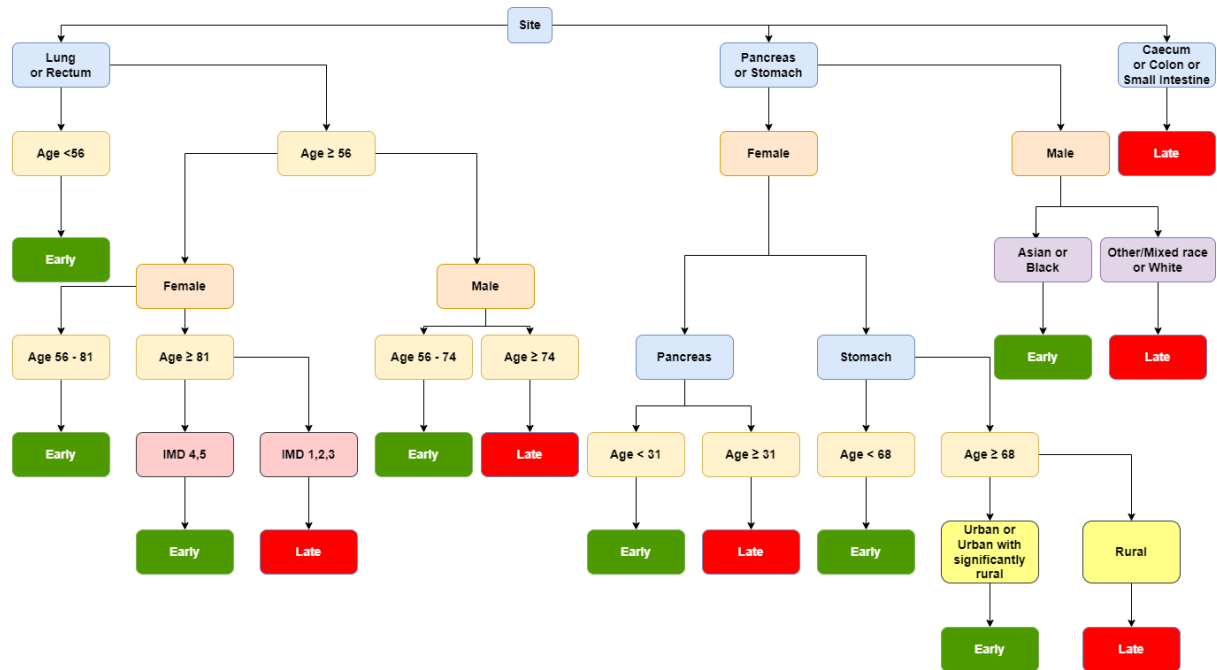 Site
Lung
or Rectum
Pancreas
or Stomach
Caecum
or Colon or
Small Intestine
Age <56
Age ≥ 56
Female
Male
Late
Early
Asian or
Black
Other/Mixed race
or White
Female
Male
Age 56 - 81
Age ≥ 81
Age 56 - 74
Age ≥ 74
Pancreas
Stomach
Early
Late
Early
IMD 4,5
IMD 1,2,3
Early
Late
Age < 31
Age ≥ 31
Age < 68
Age ≥ 68
Early
Late
Early
Late
Early
Urban or
Urban with
significantly
rural
Rural
Early
Late